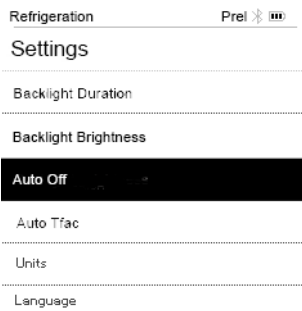 Refrigeration Prel
Settings
Backlight Duration
Backlight Brightness
Auto Off
Auto Tfac
Units
Language